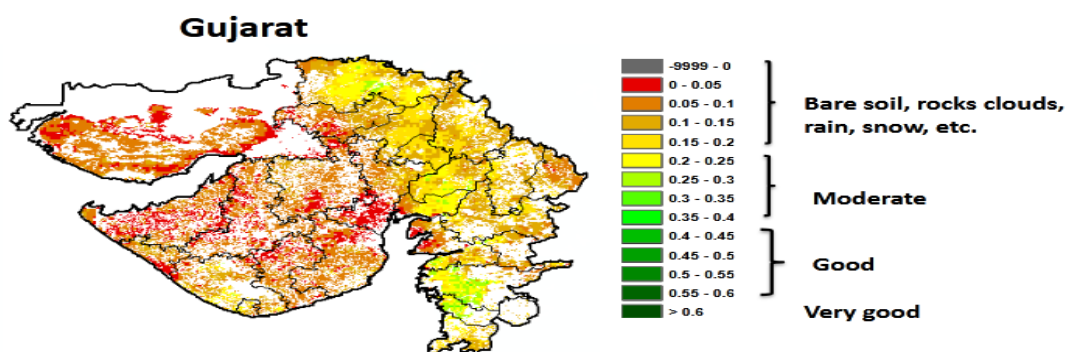 Gujarat
-9999 - 0
0 - 0.05
0.05 - 0.1
0.1 - 0.15
0.15 - 0.2
0.2 - 0.25
0.25 - 0.3
0.3 - 0.35
0.35 - 0.4
0.4 - 0.45
0.45 - 0.5
0.5 - 0.55
0.55 - 0.6
> 0.6
Bare soil, rocks clouds,
rain, snow, etc.
Moderate
Good
Very good